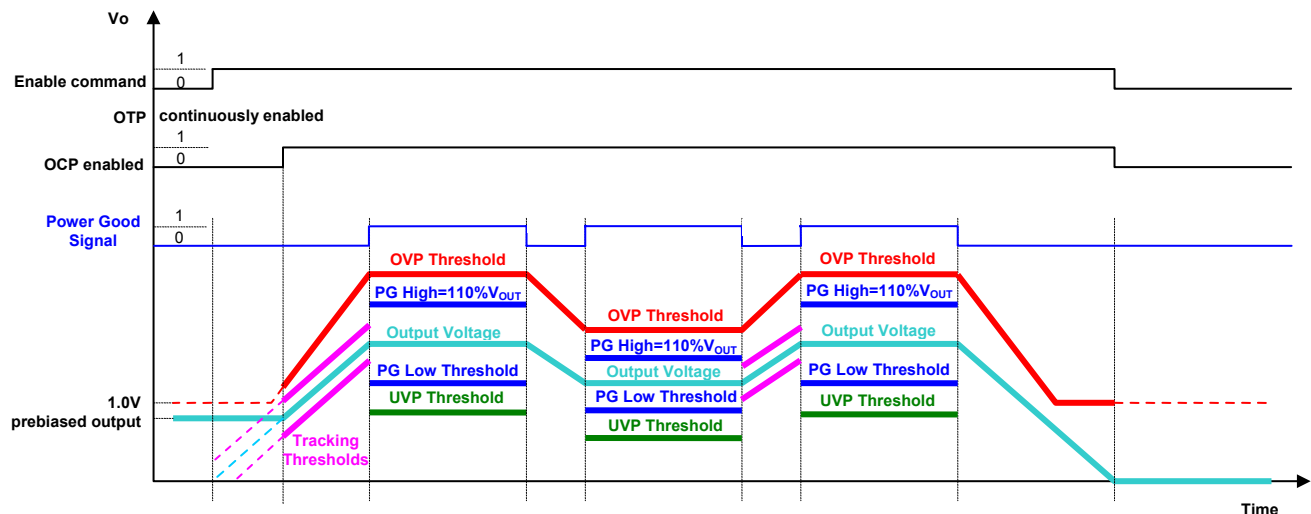 Vo
1
Enable command
0
OTP continuously enabled
1
OCP enabled
0
Power Good
Signal
1
0
OVP Threshold
OVP Threshold
PG High=110%VOUT
PG High=110%VOUT
OVP Threshold
Output Voltage
PG High=110%VOUT
Output Voltage
Output Voltage
PG Low Threshold
PG Low Threshold
PG Low Threshold
1.0V
prebiased output
UVP Threshold
UVP Threshold
UVP Threshold
Tracking
Thresholds
Time